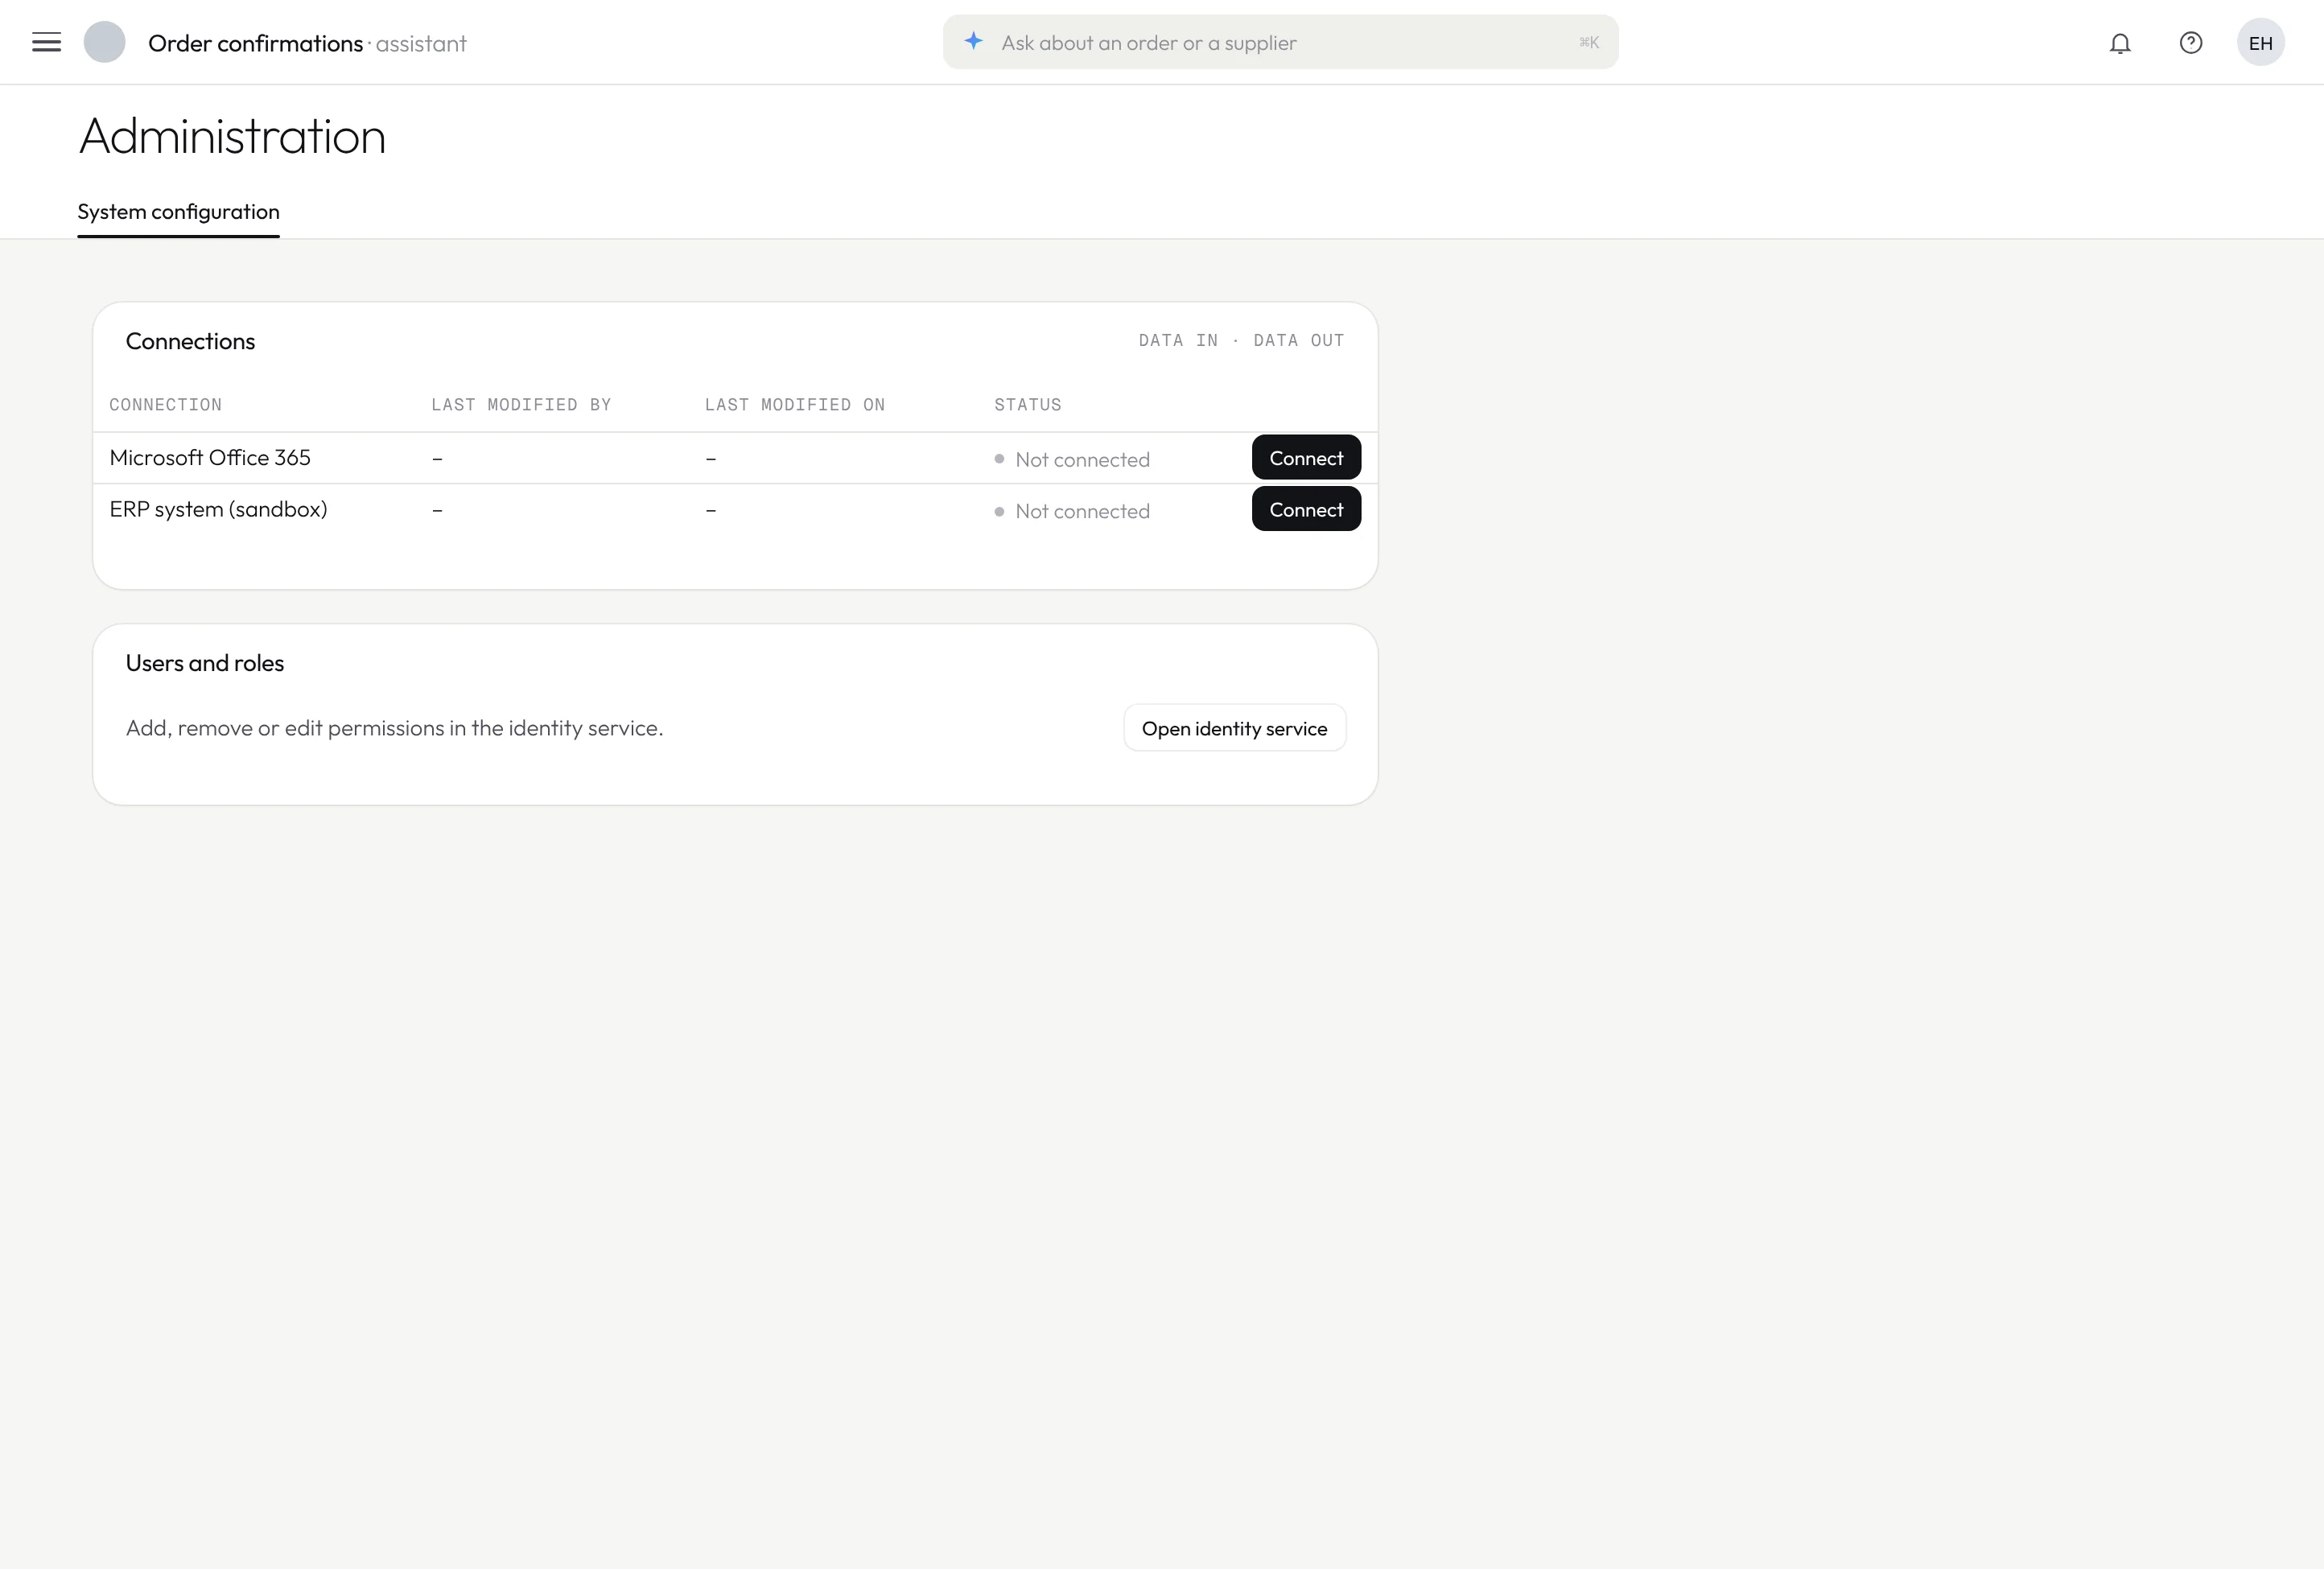 Order confirmations · assistant
Ask about an order or a supplier ⌘K
EH
Administration
System configuration
Connections
DATA IN · DATA OUT
CONNECTION LAST MODIFIED BY LAST MODIFIED ON STATUS
Microsoft Office 365 – – Not connected Connect
ERP system (sandbox) – – Not connected Connect
Users and roles
Add, remove or edit permissions in the identity service. Open identity service